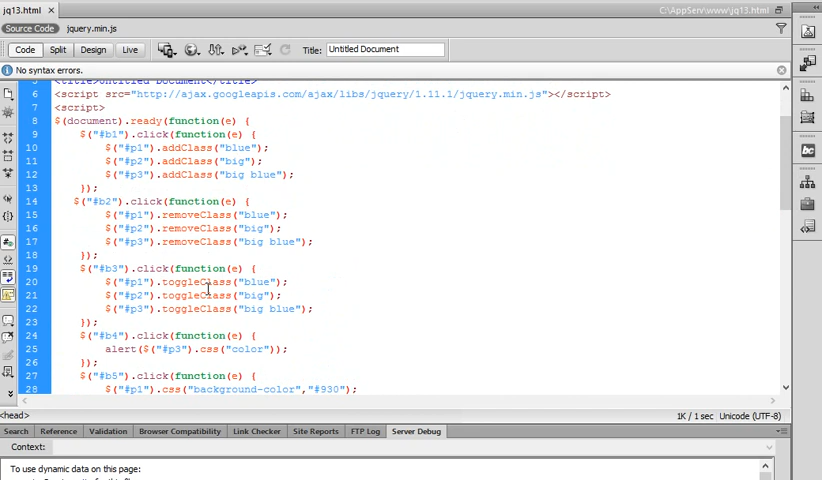 jq13.html
C:\AppServ\www\jq13.html
Source Code jquery.min.js
Code Split Design Live Title: Untitled Document
No syntax errors.
5 <title>Untitled Document</title>
6 <script src="http://ajax.googleapis.com/ajax/libs/jquery/1.11.1/jquery.min.js"></script>
7 <script>
8 $(document).ready(function(e) {
9 $("#b1").click(function(e) {
10 $("#p1").addClass("blue");
11 $("#p2").addClass("big");
12 $("#p3").addClass("big blue");
13 });
14 $("#b2").click(function(e) {
15 $("#p1").removeClass("blue");
16 $("#p2").removeClass("big");
17 $("#p3").removeClass("big blue");
18 });
19 $("#b3").click(function(e) {
20 $("#p1").toggleClass("blue");
21 $("#p2").toggleClass("big");
22 $("#p3").toggleClass("big blue");
23 });
24 $("#b4").click(function(e) {
25 alert($("#p3").css("color"));
26 });
27 $("#b5").click(function(e) {
28 $("#p1").css("background-color","#930");
<head>
1K / 1 sec Unicode (UTF-8)
Search Reference Validation Browser Compatibility Link Checker Site Reports FTP Log Server Debug
Context:
To use dynamic data on this page: